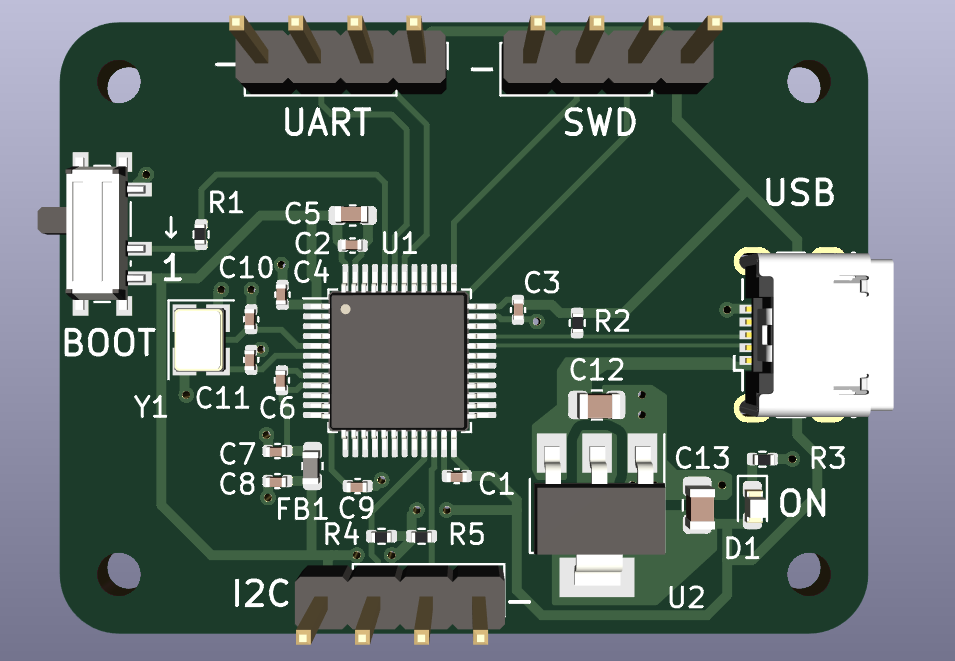 UART
SWD
USB
R1
C5
C2
U1
↓
1
C10
C4
C3
R2
BOOT
C12
Y1
C11
C6
C7
C8
C13
R3
C1
FB1
C9
ON
R4
R5
D1
I2C
U2